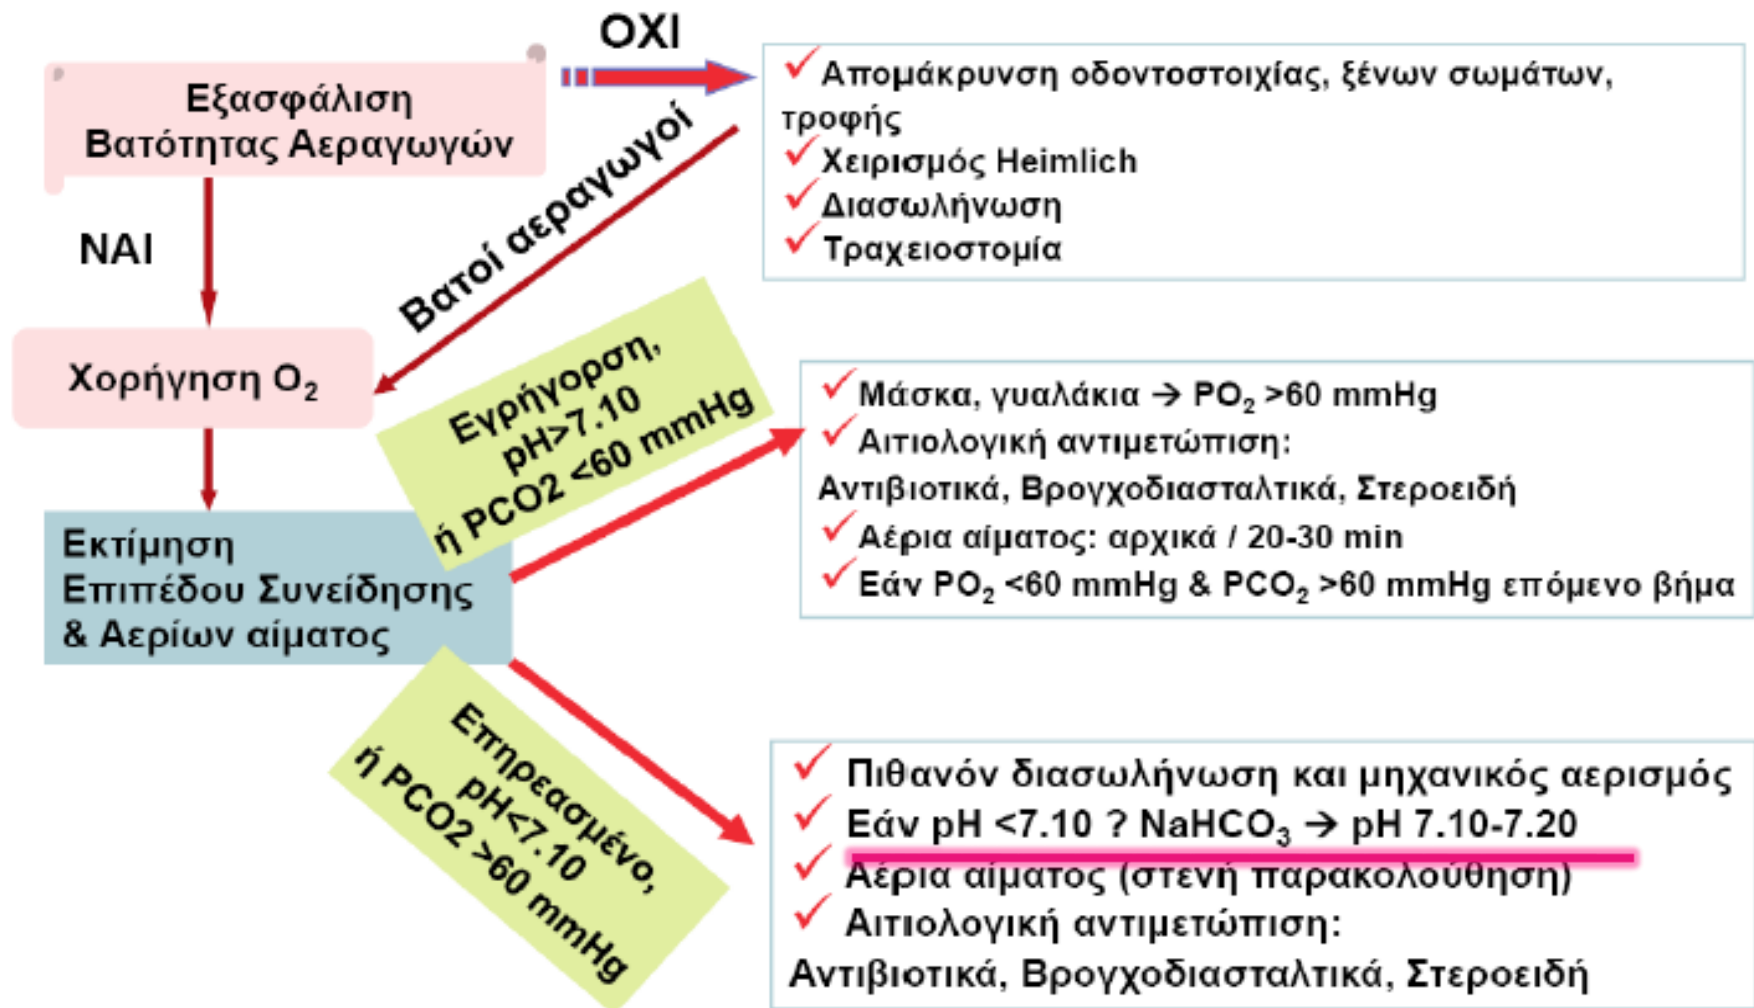 ΟΧΙ
Εξασφάλιση
Βατότητας Αεραγωγών
✓ Απομάκρυνση οδοντοστοιχίας, ξένων σωμάτων,
τροφής
✓ Χειρισμός Heimlich
✓ Διασωλήνωση
✓ Τραχειοστομία
ΝΑΙ
Βατοί αεραγωγοί
Χορήγηση O₂
Εγρήγορση,
pH>7.10
ή PCO2 <60 mmHg
✓ Μάσκα, γυαλάκια → PO₂ >60 mmHg
✓ Αιτιολογική αντιμετώπιση:
Αντιβιοτικά, Βρογχοδιασταλτικά, Στεροειδή
✓ Αέρια αίματος: αρχικά / 20-30 min
✓ Εάν PO₂ <60 mmHg & PCO₂ >60 mmHg επόμενο βήμα
Εκτίμηση
Επιπέδου Συνείδησης
& Αερίων αίματος
Επηρεασμένο,
pH<7.10
ή PCO2 >60 mmHg
✓ Πιθανόν διασωλήνωση και μηχανικός αερισμός
✓ Εάν pH <7.10 ? NaHCO₃ → pH 7.10-7.20
✓ Αέρια αίματος (στενή παρακολούθηση)
✓ Αιτιολογική αντιμετώπιση:
Αντιβιοτικά, Βρογχοδιασταλτικά, Στεροειδή